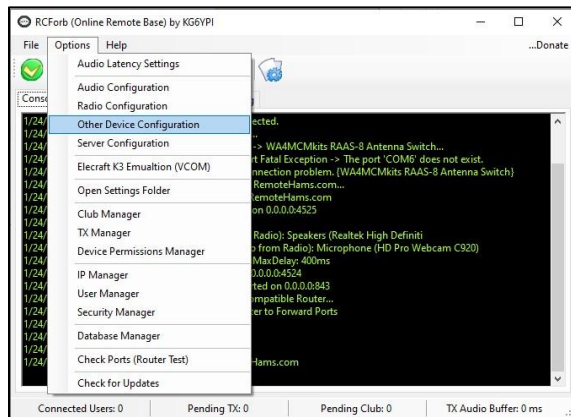 RCForb (Online Remote Base) by KG6YPI
File Options Help ...Donate
Audio Latency Settings
Audio Configuration
Radio Configuration
Other Device Configuration
Server Configuration
Elecraft K3 Emualtion (VCOM)
Open Settings Folder
Club Manager
TX Manager
Device Permissions Manager
IP Manager
User Manager
Security Manager
Database Manager
Check Ports (Router Test)
Check for Updates
Conso
1/24/ ected.
1/24/ ..
1/24/ -> WA4MCMkits RAAS-8 Antenna Switch...
1/24/ rt Fatal Exception -> The port 'COM6' does not exist.
1/24/ nnection problem. {WA4MCMkits RAAS-8 Antenna Switch}
1/24/ RemoteHams.com...
1/24/ RemoteHams.com
1/24/ on 0.0.0.0:4525
1/24/
1/24/ Radio): Speakers (Realtek High Definiti
1/24/ o from Radio): Microphone (HD Pro Webcam C920)
1/24/ MaxDelay: 400ms
1/24/ 0.0.0.0:4524
1/24/ rted on 0.0.0.0:843
1/24/ ompatible Router...
1/24/ ter to Forward Ports
1/24/
1/24/ Hams.com
Connected Users: 0 Pending TX: 0 Pending Club: 0 TX Audio Buffer: 0 ms